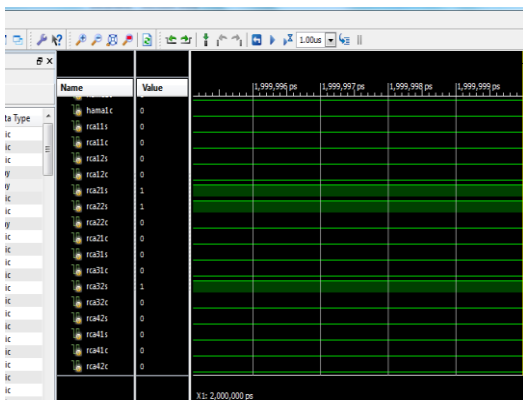 1.00us
Name Value 1,999,996 ps 1,999,997 ps 1,999,998 ps 1,999,999 ps
ta Type
hama1c 0
rca11s 0
rca11c 0
rca12s 0
rca12c 0
rca21s 1
rca22s 1
rca22c 0
rca21c 0
rca31s 0
rca31c 0
rca32s 1
rca32c 0
rca42s 0
rca41s 0
rca41c 0
rca42c 0
ic
ic
ic
ay
ay
ic
ic
ay
ic
ic
ic
ic
ic
ic
ic
ic
ic
ic
ic
ic
X1: 2,000,000 ps